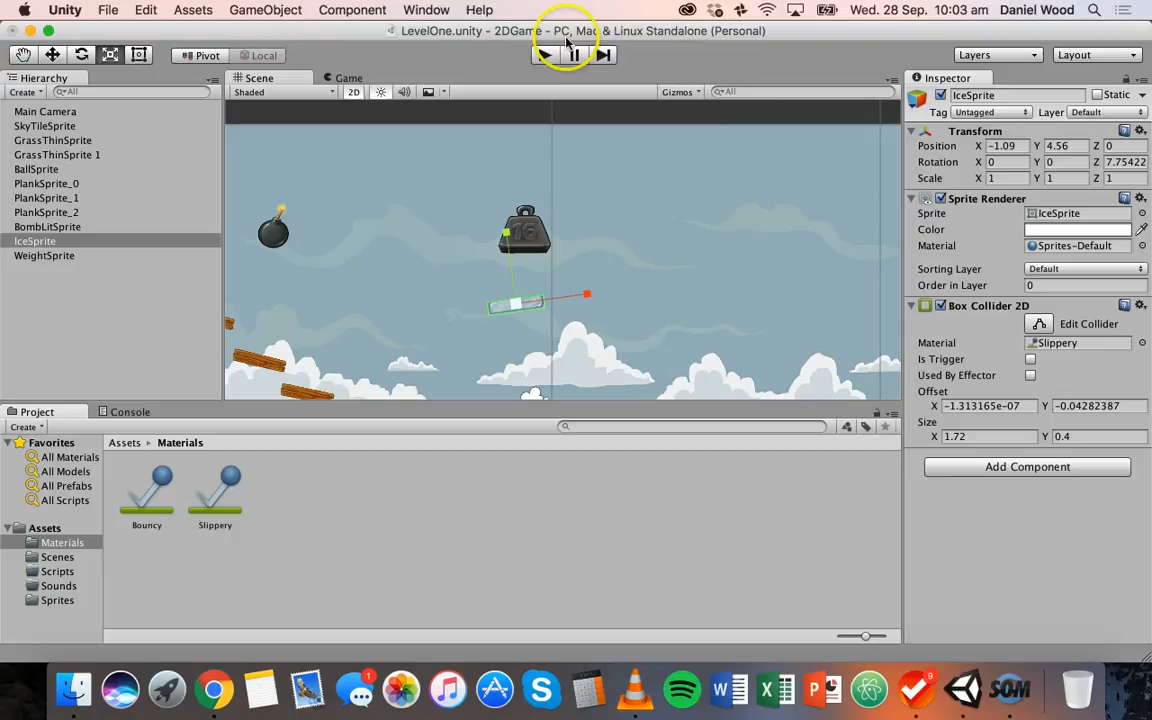 Unity File Edit Assets GameObject Component Window Help Wed. 28 Sep. 10:03 am Daniel Wood
LevelOne.unity - 2DGame - PC, Mac & Linux Standalone (Personal)
Pivot Local Layers Layout
Hierarchy Scene Game Inspector
Create All Shaded 2D Gizmos All IceSprite Static
Tag Untagged Layer Default
Main Camera
SkyTileSprite
GrassThinSprite
GrassThinSprite 1
BallSprite
PlankSprite_0
PlankSprite_1
PlankSprite_2
BombLitSprite
IceSprite
WeightSprite
16
Transform
Position X -1.09 Y 4.56 Z 0
Rotation X 0 Y 0 Z 7.75422
Scale X 1 Y 1 Z 1
Sprite Renderer
Sprite IceSprite
Color
Material Sprites-Default
Sorting Layer Default
Order in Layer 0
Box Collider 2D
Edit Collider
Material Slippery
Is Trigger
Used By Effector
Offset
X -1.313165e-07 Y -0.04282387
Size
X 1.72 Y 0.4
Add Component
Project Console
Create
Favorites
All Materials
All Models
All Prefabs
All Scripts
Assets
Materials
Scenes
Scripts
Sounds
Sprites
Assets Materials
Bouncy Slippery
1
9
SOM